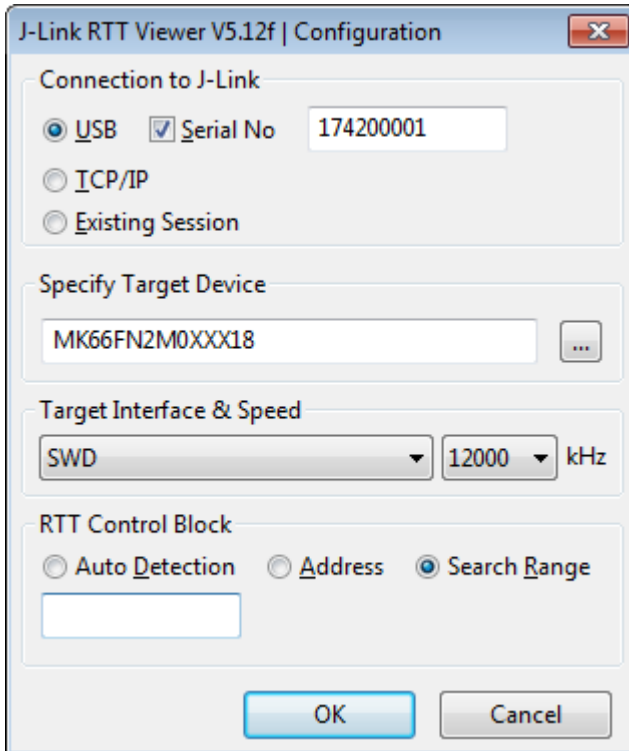 J-Link RTT Viewer V5.12f | Configuration
Connection to J-Link
USB Serial No 174200001
TCP/IP
Existing Session
Specify Target Device
MK66FN2M0XXX18 ...
Target Interface & Speed
SWD 12000 kHz
RTT Control Block
Auto Detection Address Search Range
OK Cancel